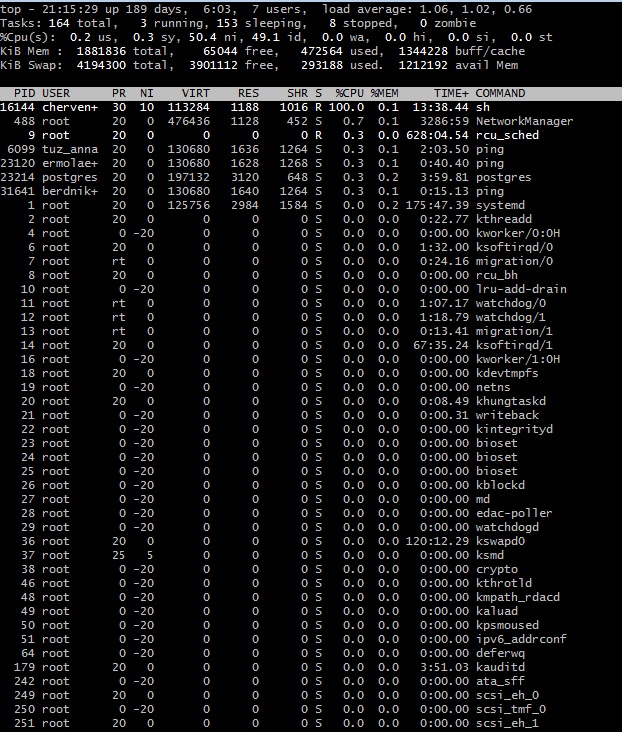 top - 21:15:29 up 189 days,  6:03,  7 users,  load average: 1.06, 1.02, 0.66
Tasks: 164 total,   3 running, 153 sleeping,   8 stopped,   0 zombie
%Cpu(s):  0.2 us,  0.3 sy, 50.4 ni, 49.1 id,  0.0 wa,  0.0 hi,  0.0 si,  0.0 st
KiB Mem :  1881836 total,    65044 free,   472564 used,  1344228 buff/cache
KiB Swap:  4194300 total,  3901112 free,   293188 used.  1212192 avail Mem
PID USER      PR  NI    VIRT    RES    SHR S  %CPU %MEM     TIME+ COMMAND
16144 cherven+  30  10  113284   1188   1016 R 100.0  0.1  13:38.44 sh
488 root      20   0  476436   1128    452 S   0.7  0.1   3286:59 NetworkManager
9 root      20   0       0      0      0 R   0.3  0.0 628:04.54 rcu_sched
6099 tuz_anna  20   0  130680   1636   1264 S   0.3  0.1   2:03.50 ping
23120 ermolae+  20   0  130680   1628   1268 S   0.3  0.1   0:40.40 ping
23214 postgres  20   0  197132   3120    648 S   0.3  0.2   3:59.81 postgres
31641 berdnik+  20   0  130680   1640   1264 S   0.3  0.1   0:15.13 ping
1 root      20   0  125756   2984   1584 S   0.0  0.2 175:47.39 systemd
2 root      20   0       0      0      0 S   0.0  0.0   0:22.77 kthreadd
4 root       0 -20       0      0      0 S   0.0  0.0   0:00.00 kworker/0:0H
6 root      20   0       0      0      0 S   0.0  0.0   1:32.00 ksoftirqd/0
7 root      rt   0       0      0      0 S   0.0  0.0   0:24.16 migration/0
8 root      20   0       0      0      0 S   0.0  0.0   0:00.00 rcu_bh
10 root       0 -20       0      0      0 S   0.0  0.0   0:00.00 lru-add-drain
11 root      rt   0       0      0      0 S   0.0  0.0   1:07.17 watchdog/0
12 root      rt   0       0      0      0 S   0.0  0.0   1:18.79 watchdog/1
13 root      rt   0       0      0      0 S   0.0  0.0   0:13.41 migration/1
14 root      20   0       0      0      0 S   0.0  0.0  67:35.24 ksoftirqd/1
16 root       0 -20       0      0      0 S   0.0  0.0   0:00.00 kworker/1:0H
18 root      20   0       0      0      0 S   0.0  0.0   0:00.00 kdevtmpfs
19 root       0 -20       0      0      0 S   0.0  0.0   0:00.00 netns
20 root      20   0       0      0      0 S   0.0  0.0   0:08.49 khungtaskd
21 root       0 -20       0      0      0 S   0.0  0.0   0:00.31 writeback
22 root       0 -20       0      0      0 S   0.0  0.0   0:00.00 kintegrityd
23 root       0 -20       0      0      0 S   0.0  0.0   0:00.00 bioset
24 root       0 -20       0      0      0 S   0.0  0.0   0:00.00 bioset
25 root       0 -20       0      0      0 S   0.0  0.0   0:00.00 bioset
26 root       0 -20       0      0      0 S   0.0  0.0   0:00.00 kblockd
27 root       0 -20       0      0      0 S   0.0  0.0   0:00.00 md
28 root       0 -20       0      0      0 S   0.0  0.0   0:00.00 edac-poller
29 root       0 -20       0      0      0 S   0.0  0.0   0:00.00 watchdogd
36 root      20   0       0      0      0 S   0.0  0.0 120:12.29 kswapd0
37 root      25   5       0      0      0 S   0.0  0.0   0:00.00 ksmd
38 root       0 -20       0      0      0 S   0.0  0.0   0:00.00 crypto
46 root       0 -20       0      0      0 S   0.0  0.0   0:00.00 kthrotld
48 root       0 -20       0      0      0 S   0.0  0.0   0:00.00 kmpath_rdacd
49 root       0 -20       0      0      0 S   0.0  0.0   0:00.00 kaluad
50 root       0 -20       0      0      0 S   0.0  0.0   0:00.00 kpsmoused
51 root       0 -20       0      0      0 S   0.0  0.0   0:00.00 ipv6_addrconf
64 root       0 -20       0      0      0 S   0.0  0.0   0:00.00 deferwq
179 root      20   0       0      0      0 S   0.0  0.0   3:51.03 kauditd
242 root       0 -20       0      0      0 S   0.0  0.0   0:00.00 ata_sff
249 root      20   0       0      0      0 S   0.0  0.0   0:00.00 scsi_eh_0
250 root       0 -20       0      0      0 S   0.0  0.0   0:00.00 scsi_tmf_0
251 root      20   0       0      0      0 S   0.0  0.0   0:00.00 scsi_eh_1